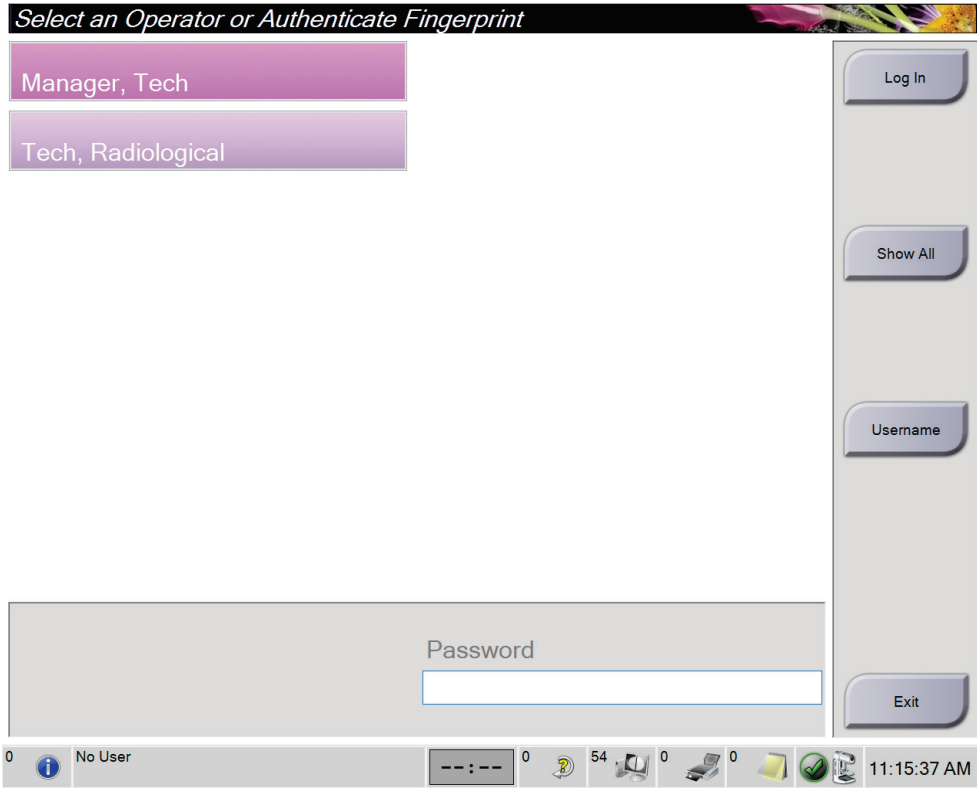 Select an Operator or Authenticate Fingerprint
Manager, Tech
Log In
Tech, Radiological
Show All
Username
Password
Exit
0 No User --:-- 0 54 0 0 11:15:37 AM